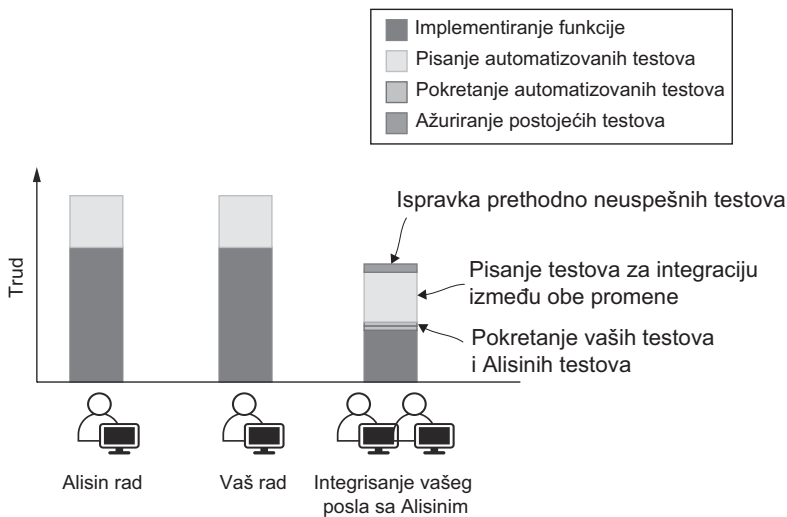 Implementiranje funkcije
Pisanje automatizovanih testova
Pokretanje automatizovanih testova
Ažuriranje postojećih testova
Trud
Ispravka prethodno neuspešnih testova
Pisanje testova za integraciju
između obe promene
Pokretanje vaših testova
i Alisinih testova
Alisin rad
Vaš rad
Integrisanje vašeg
posla sa Alisinim